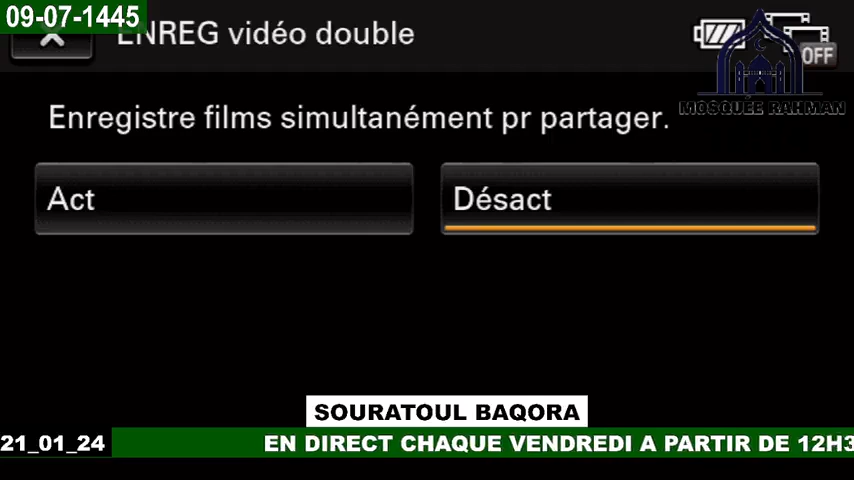 09-07-1445
ENREG vidéo double
OFF
MOSQUÉE RAHMAN
Enregistre films simultanément pr partager.
Act
Désact
SOURATOUL BAQORA
21_01_24
EN DIRECT CHAQUE VENDREDI A PARTIR DE 12H3